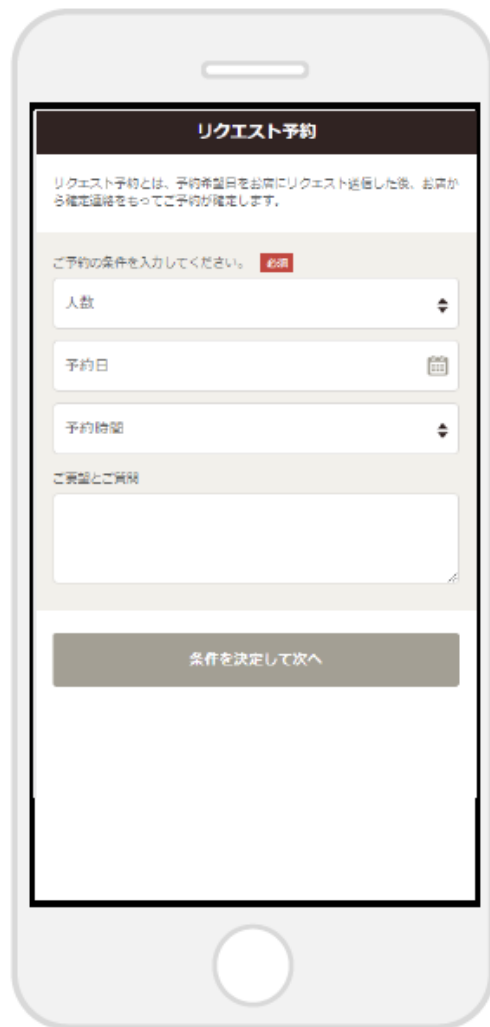 リクエスト予約
リクエスト予約とは、予約希望日をお店にリクエスト送信した後、お店か
ら確定連絡をもってご予約が確定します。
ご予約の条件を入力してください。 必須
人数
予約日
予約時間
ご要望とご質問
条件を決定して次へ